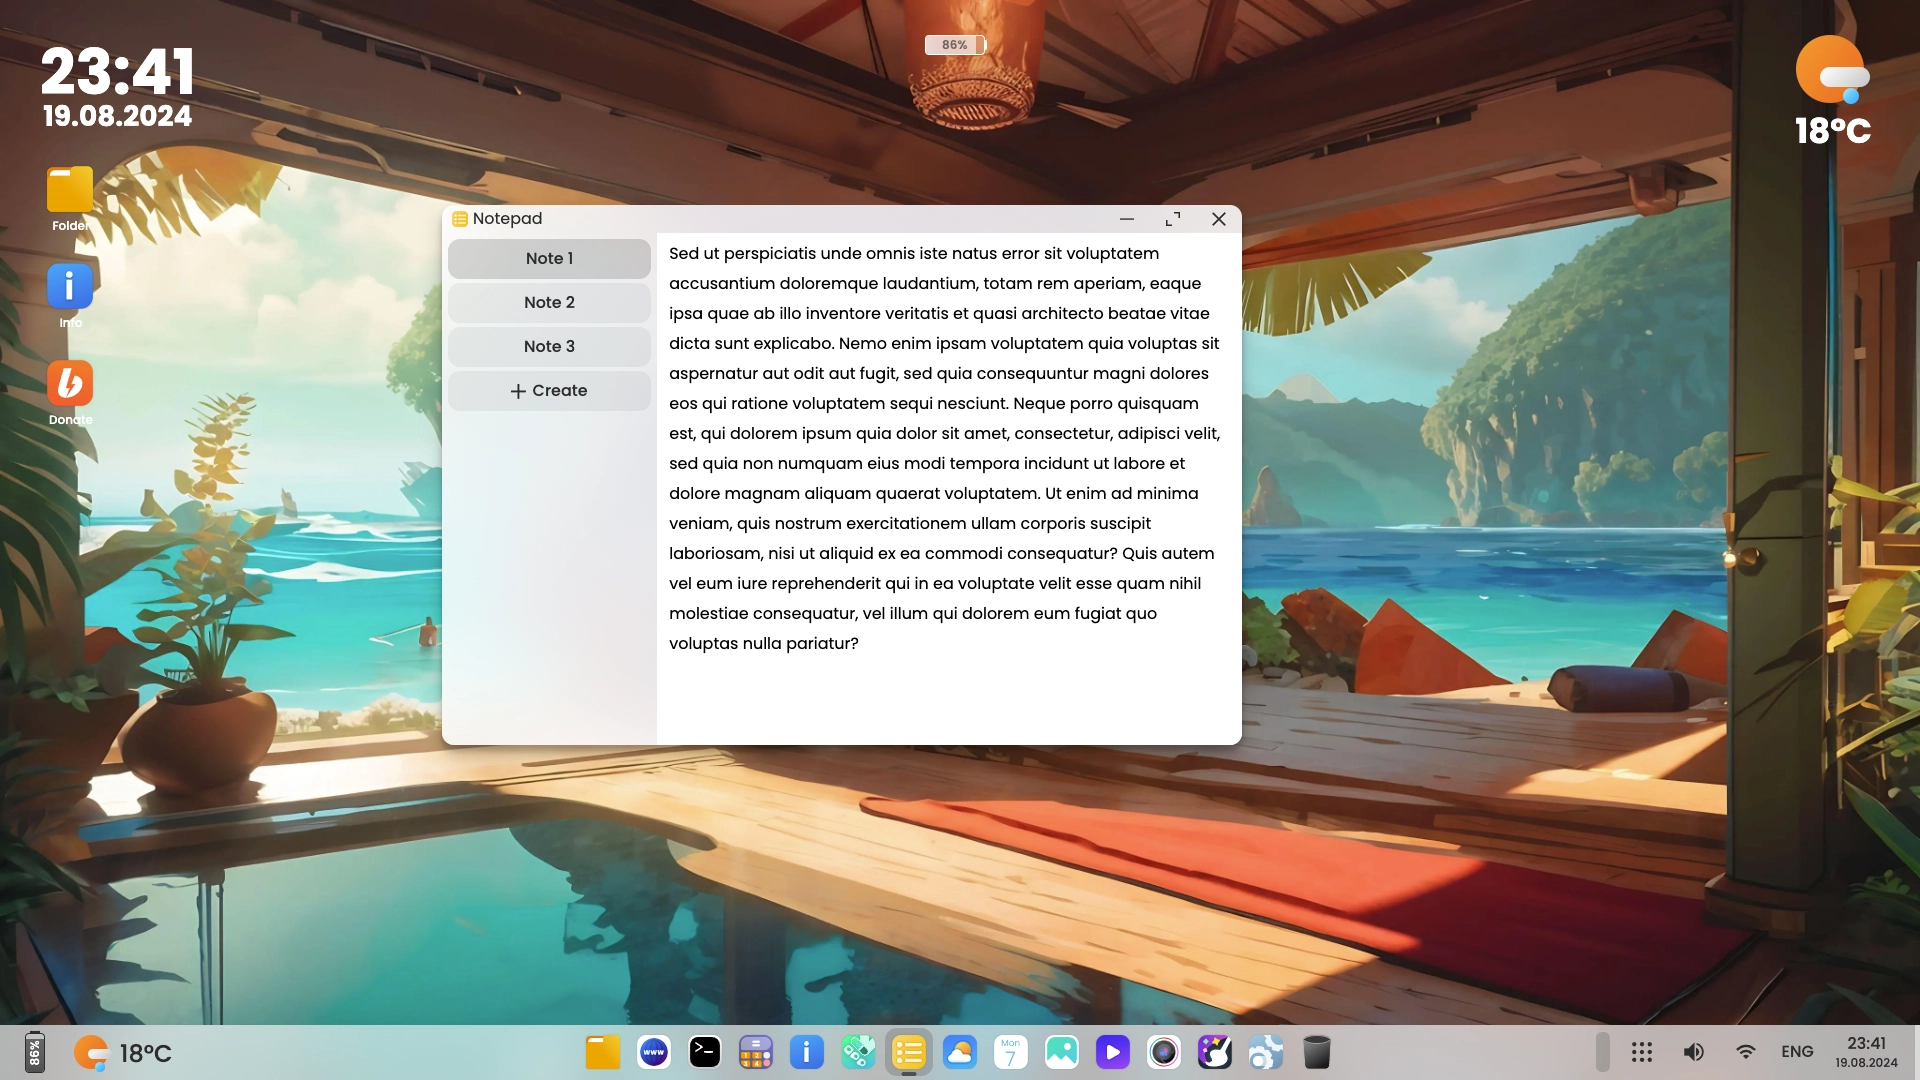 23:41
19.08.2024
86%
18°C
Folder
Info
Donate
Notepad
Note 1
Note 2
Note 3
Create
Sed ut perspiciatis unde omnis iste natus error sit voluptatem
accusantium doloremque laudantium, totam rem aperiam, eaque
ipsa quae ab illo inventore veritatis et quasi architecto beatae vitae
dicta sunt explicabo. Nemo enim ipsam voluptatem quia voluptas sit
aspernatur aut odit aut fugit, sed quia consequuntur magni dolores
eos qui ratione voluptatem sequi nesciunt. Neque porro quisquam
est, qui dolorem ipsum quia dolor sit amet, consectetur, adipisci velit,
sed quia non numquam eius modi tempora incidunt ut labore et
dolore magnam aliquam quaerat voluptatem. Ut enim ad minima
veniam, quis nostrum exercitationem ullam corporis suscipit
laboriosam, nisi ut aliquid ex ea commodi consequatur? Quis autem
vel eum iure reprehenderit qui in ea voluptate velit esse quam nihil
molestiae consequatur, vel illum qui dolorem eum fugiat quo
voluptas nulla pariatur?
86%
18°C
WWW
Mon
7
ENG
23:41
19.08.2024